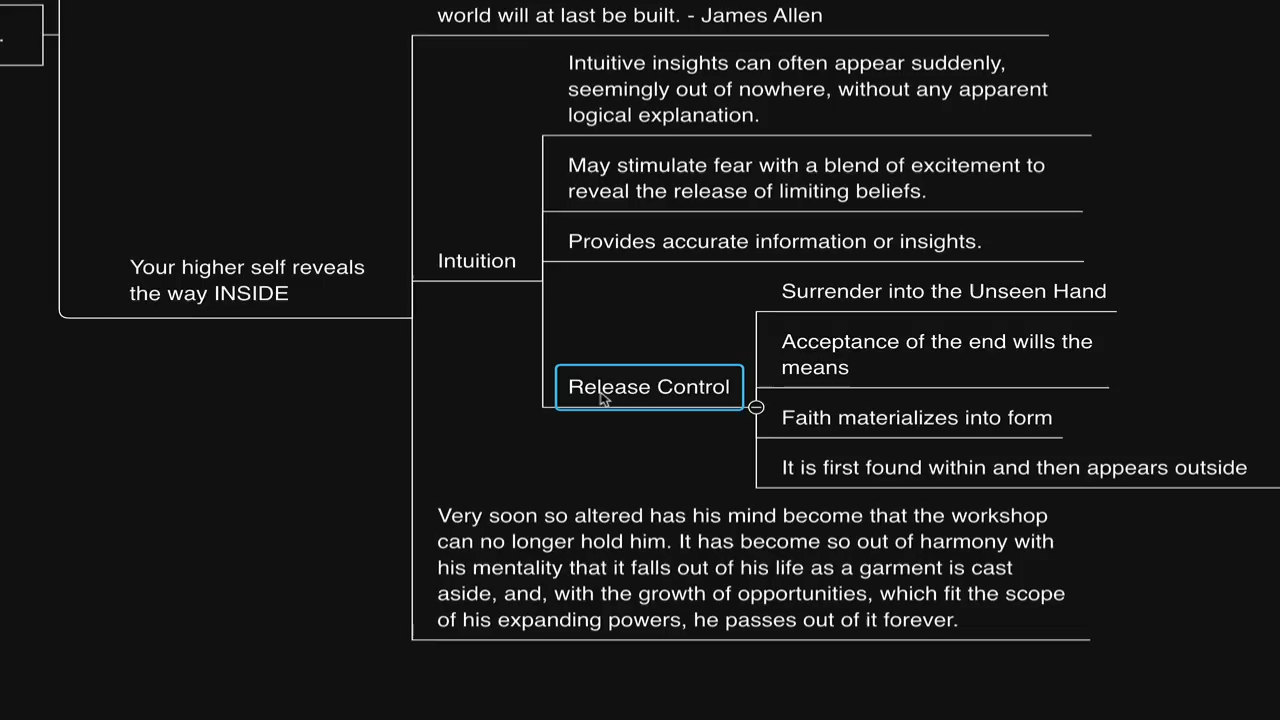 world will at last be built. - James Allen
Intuitive insights can often appear suddenly,
seemingly out of nowhere, without any apparent
logical explanation.
May stimulate fear with a blend of excitement to
reveal the release of limiting beliefs.
Provides accurate information or insights.
Intuition
Your higher self reveals
the way INSIDE
Surrender into the Unseen Hand
Acceptance of the end wills the
means
Release Control
Faith materializes into form
It is first found within and then appears outside
Very soon so altered has his mind become that the workshop
can no longer hold him. It has become so out of harmony with
his mentality that it falls out of his life as a garment is cast
aside, and, with the growth of opportunities, which fit the scope
of his expanding powers, he passes out of it forever.